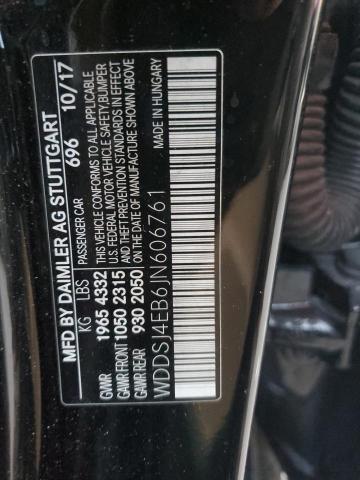 MFD BY DAIMLER AG STUTTGART
696 10/17
PASSENGER CAR
KG LBS
GVWR 1965 4332
GAWR FRONT 1050 2315
GAWR REAR 930 2050
THIS VEHICLE CONFORMS TO ALL APPLICABLE
U.S. FEDERAL MOTOR VEHICLE SAFETY,BUMPER
AND THEFT PREVENTION STANDARDS IN EFFECT
ON THE DATE OF MANUFACTURE SHOWN ABOVE
MADE IN HUNGARY
WDDSJ4EB6JN606761